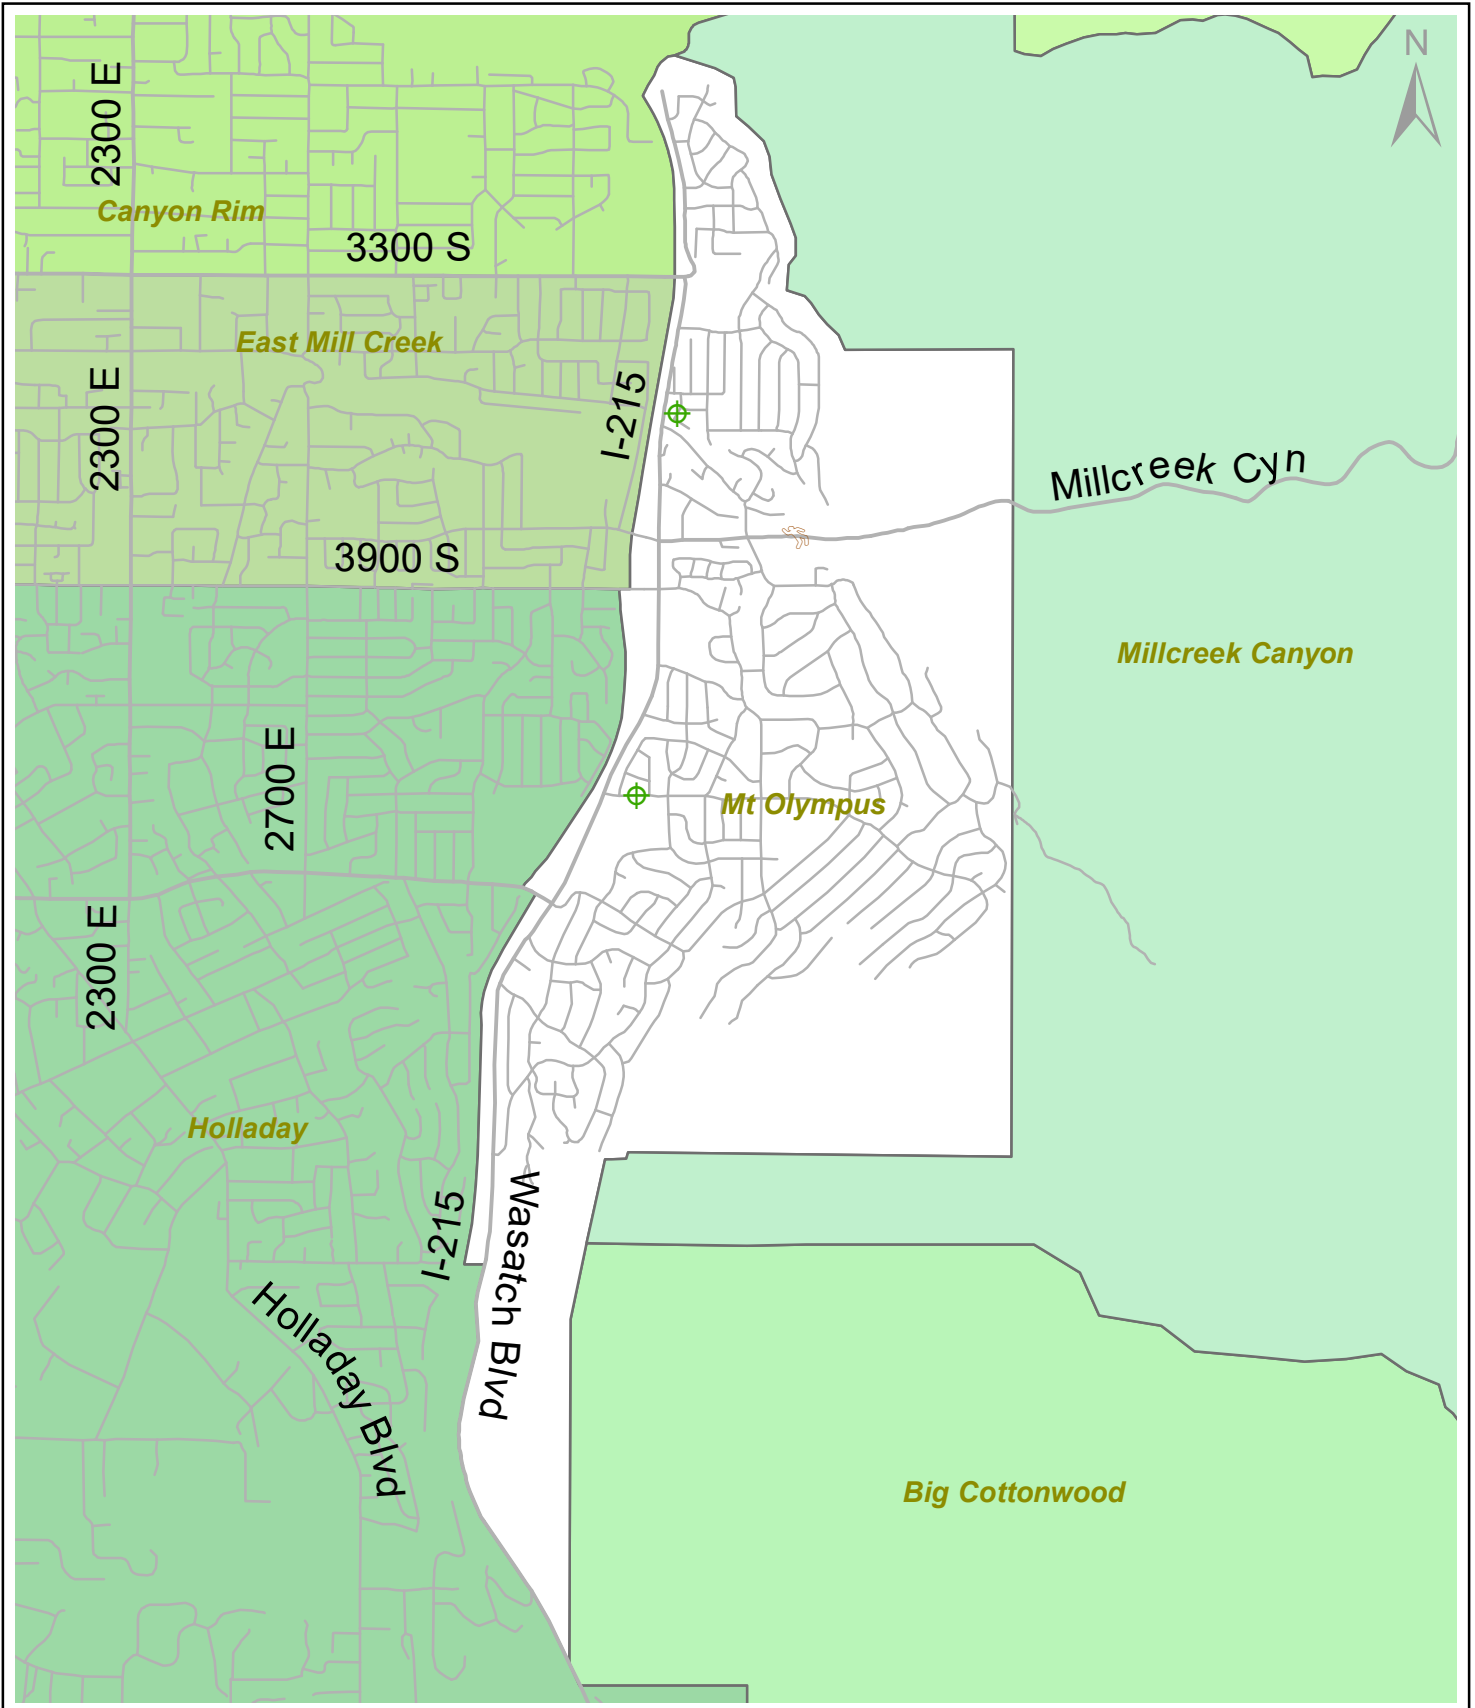 N
2300 E
Canyon Rim
3300 S
East Mill Creek
2300 E
I-215
Millcreek Cyn
3900 S
Millcreek Canyon
2700 E
Mt Olympus
2300 E
Holladay
I-215
Wasatch Blvd
Holladay Blvd
Big Cottonwood